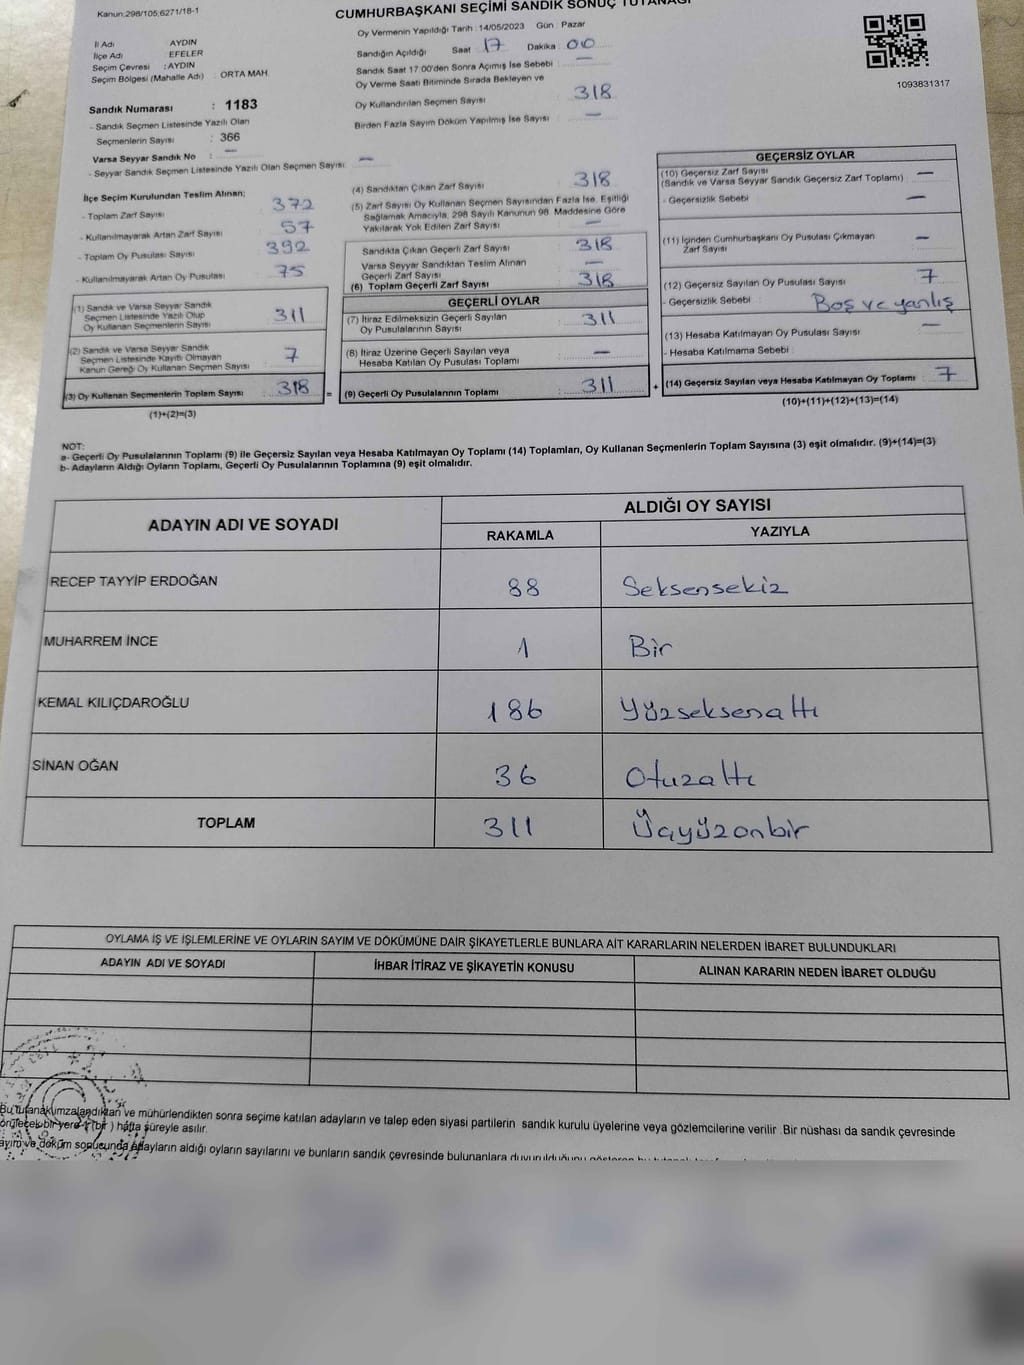 Kanun:298/105;6271/18-1
CUMHURBAŞKANI SEÇİMİ SANDIK SONUÇ TUTANAĞI
Oy Vermenin Yapıldığı Tarih : 14/05/2023 Gün : Pazar
Sandığın Açıldığı Saat 17 Dakika : 00
Sandık Saat 17:00'den Sonra Açımış İse Sebebi : —
Oy Verme Saati Bitiminde Sırada Bekleyen ve
Oy Kullandırılan Seçmen Sayısı : 318
Birden Fazla Sayım Döküm Yapılmış İse Sayısı : —
1093831317
İl Adı : AYDIN
İlçe Adı : EFELER
Seçim Çevresi : AYDIN
Seçim Bölgesi (Mahalle Adı) : ORTA MAH.
Sandık Numarası : 1183
- Sandık Seçmen Listesinde Yazılı Olan
Seçmenlerin Sayısı : 366
Varsa Seyyar Sandık No : —
- Seyyar Sandık Seçmen Listesinde Yazılı Olan Seçmen Sayısı: —
İlçe Seçim Kurulundan Teslim Alınan;
- Toplam Zarf Sayısı : 372
- Kullanılmayarak Artan Zarf Sayısı : 57
- Toplam Oy Pusulası Sayısı : 392
- Kullanılmayarak Artan Oy Pusulası : 75
(1) Sandık ve Varsa Seyyar Sandık
Seçmen Listesinde Yazılı Olup
Oy Kullanan Seçmenlerin Sayısı : 311
(2) Sandık ve Varsa Seyyar Sandık
Seçmen Listesinde Kayıtlı Olmayan
Kanun Gereği Oy Kullanan Seçmen Sayısı : 7
(3) Oy Kullanan Seçmenlerin Toplam Sayısı : 318
(1)+(2)=(3)
(4) Sandıktan Çıkan Zarf Sayısı : 318
(5) Zarf Sayısı Oy Kullanan Seçmen Sayısından Fazla İse, Eşitliği
Sağlamak Amacıyla, 298 Sayılı Kanunun 98. Maddesine Göre
Yakılarak Yok Edilen Zarf Sayısı : —
Sandıkta Çıkan Geçerli Zarf Sayısı : 318
Varsa Seyyar Sandıktan Teslim Alınan
Geçerli Zarf Sayısı : —
(6) Toplam Geçerli Zarf Sayısı : 318
GEÇERLİ OYLAR
(7) İtiraz Edilmeksizin Geçerli Sayılan
Oy Pusulalarının Sayısı : 311
(8) İtiraz Üzerine Geçerli Sayılan veya
Hesaba Katılan Oy Pusulası Toplamı : —
= (9) Geçerli Oy Pusulalarının Toplamı : 311 +
GEÇERSİZ OYLAR
(10) Geçersiz Zarf Sayısı
(Sandık ve Varsa Seyyar Sandık Geçersiz Zarf Toplamı) : —
- Geçersizlik Sebebi : —
(11) İçinden Cumhurbaşkanı Oy Pusulası Çıkmayan
Zarf Sayısı : —
(12) Geçersiz Sayılan Oy Pusulası Sayısı : 7
- Geçersizlik Sebebi : Boş ve yanlış
(13) Hesaba Katılmayan Oy Pusulası Sayısı : —
- Hesaba Katılmama Sebebi :
(14) Geçersiz Sayılan veya Hesaba Katılmayan Oy Toplamı : 7
(10)+(11)+(12)+(13)=(14)
NOT:
a- Geçerli Oy Pusulalarının Toplamı (9) ile Geçersiz Sayılan veya Hesaba Katılmayan Oy Toplamı (14) Toplamları, Oy Kullanan Seçmenlerin Toplam Sayısına (3) eşit olmalıdır. (9)+(14)=(3)
b- Adayların Aldığı Oyların Toplamı, Geçerli Oy Pusulalarının Toplamına (9) eşit olmalıdır.
ADAYIN ADI VE SOYADI ALDIĞI OY SAYISI
RAKAMLA YAZIYLA
RECEP TAYYİP ERDOĞAN 88 Seksensekiz
MUHARREM İNCE 1 Bir
KEMAL KILIÇDAROĞLU 186 Yüzseksenaltı
SİNAN OĞAN 36 Otuzaltı
TOPLAM 311 Üçyüzonbir
OYLAMA İŞ VE İŞLEMLERİNE VE OYLARIN SAYIM VE DÖKÜMÜNE DAİR ŞİKAYETLERLE BUNLARA AİT KARARLARIN NELERDEN İBARET BULUNDUKLARI
ADAYIN ADI VE SOYADI İHBAR İTİRAZ VE ŞİKAYETİN KONUSU ALINAN KARARIN NEDEN İBARET OLDUĞU
Bu tutanak imzalandıktan ve mühürlendikten sonra seçime katılan adayların ve talep eden siyasi partilerin sandık kurulu üyelerine veya gözlemcilerine verilir .Bir nüshası da sandık çevresinde
bir yere 1 (bir ) hafta süreyle asılır.
ve döküm sonucunda adayların aldığı oyların sayılarını ve bunların sandık çevresinde bulunanlara duyurulduğunu gösteren bu